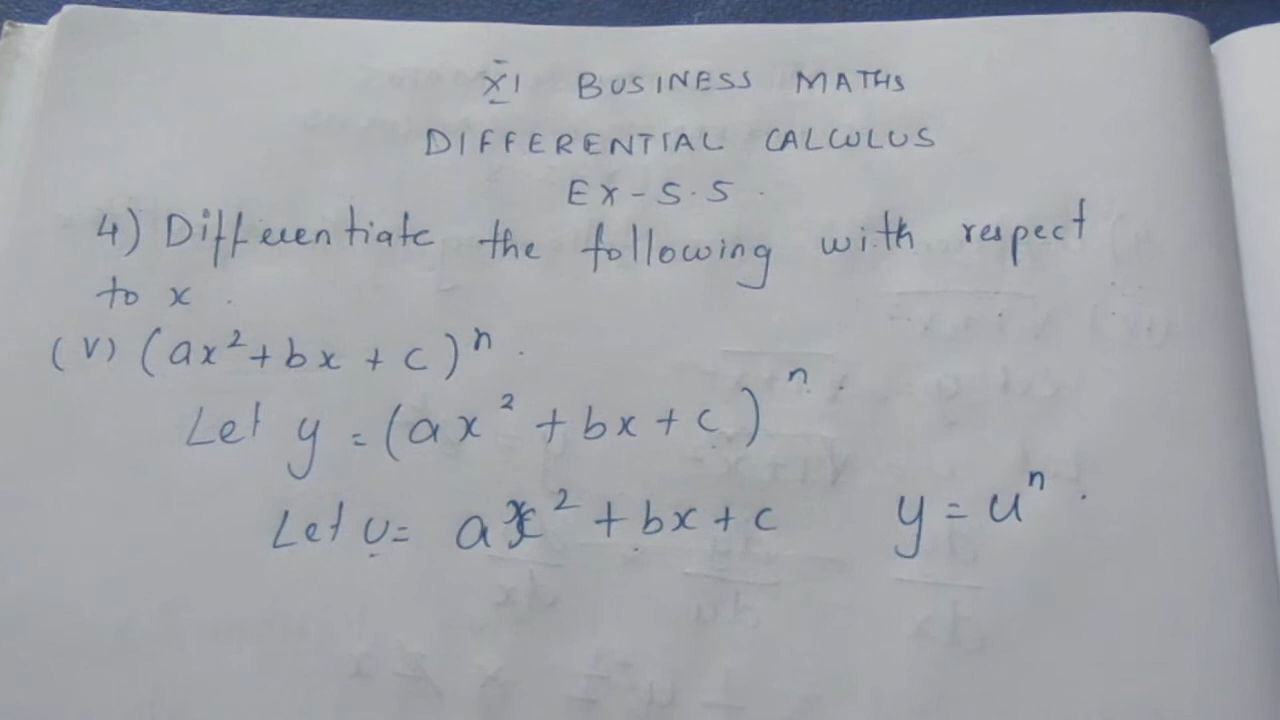 XI BUSINESS MATHS
DIFFERENTIAL CALCULUS
EX-5.5.
4) Differentiate the following with respect
to x.
(V) (ax²+bx+c)ⁿ.
Let y=(ax²+bx+c)ⁿ.
Let u= ax²+bx+c y=uⁿ.